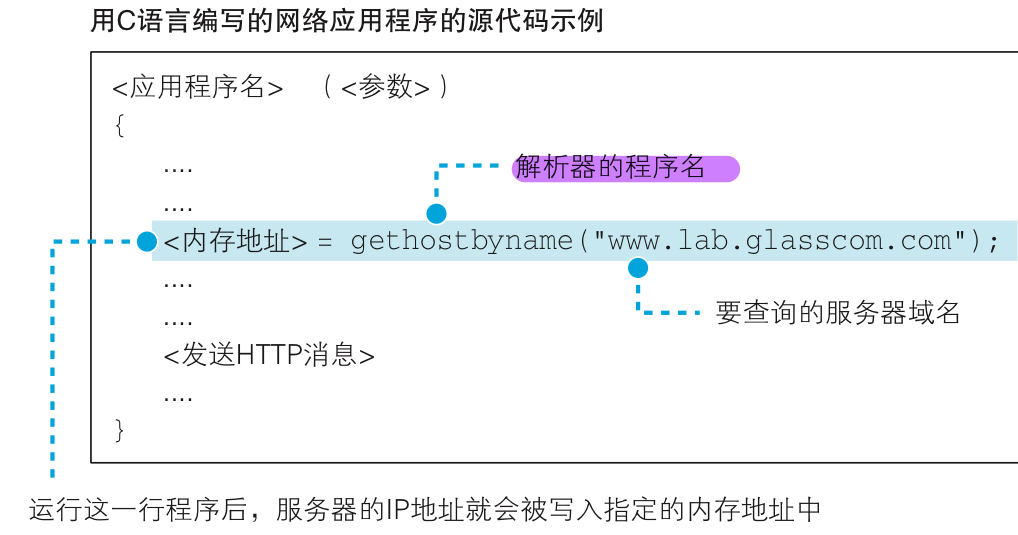 用C语言编写的网络应用程序的源代码示例
<应用程序名> （<参数>）
{
....
解析器的程序名
....
<内存地址> = gethostbyname("www.lab.glasscom.com");
....
要查询的服务器域名
....
<发送HTTP消息>
....
}
运行这一行程序后，服务器的IP地址就会被写入指定的内存地址中